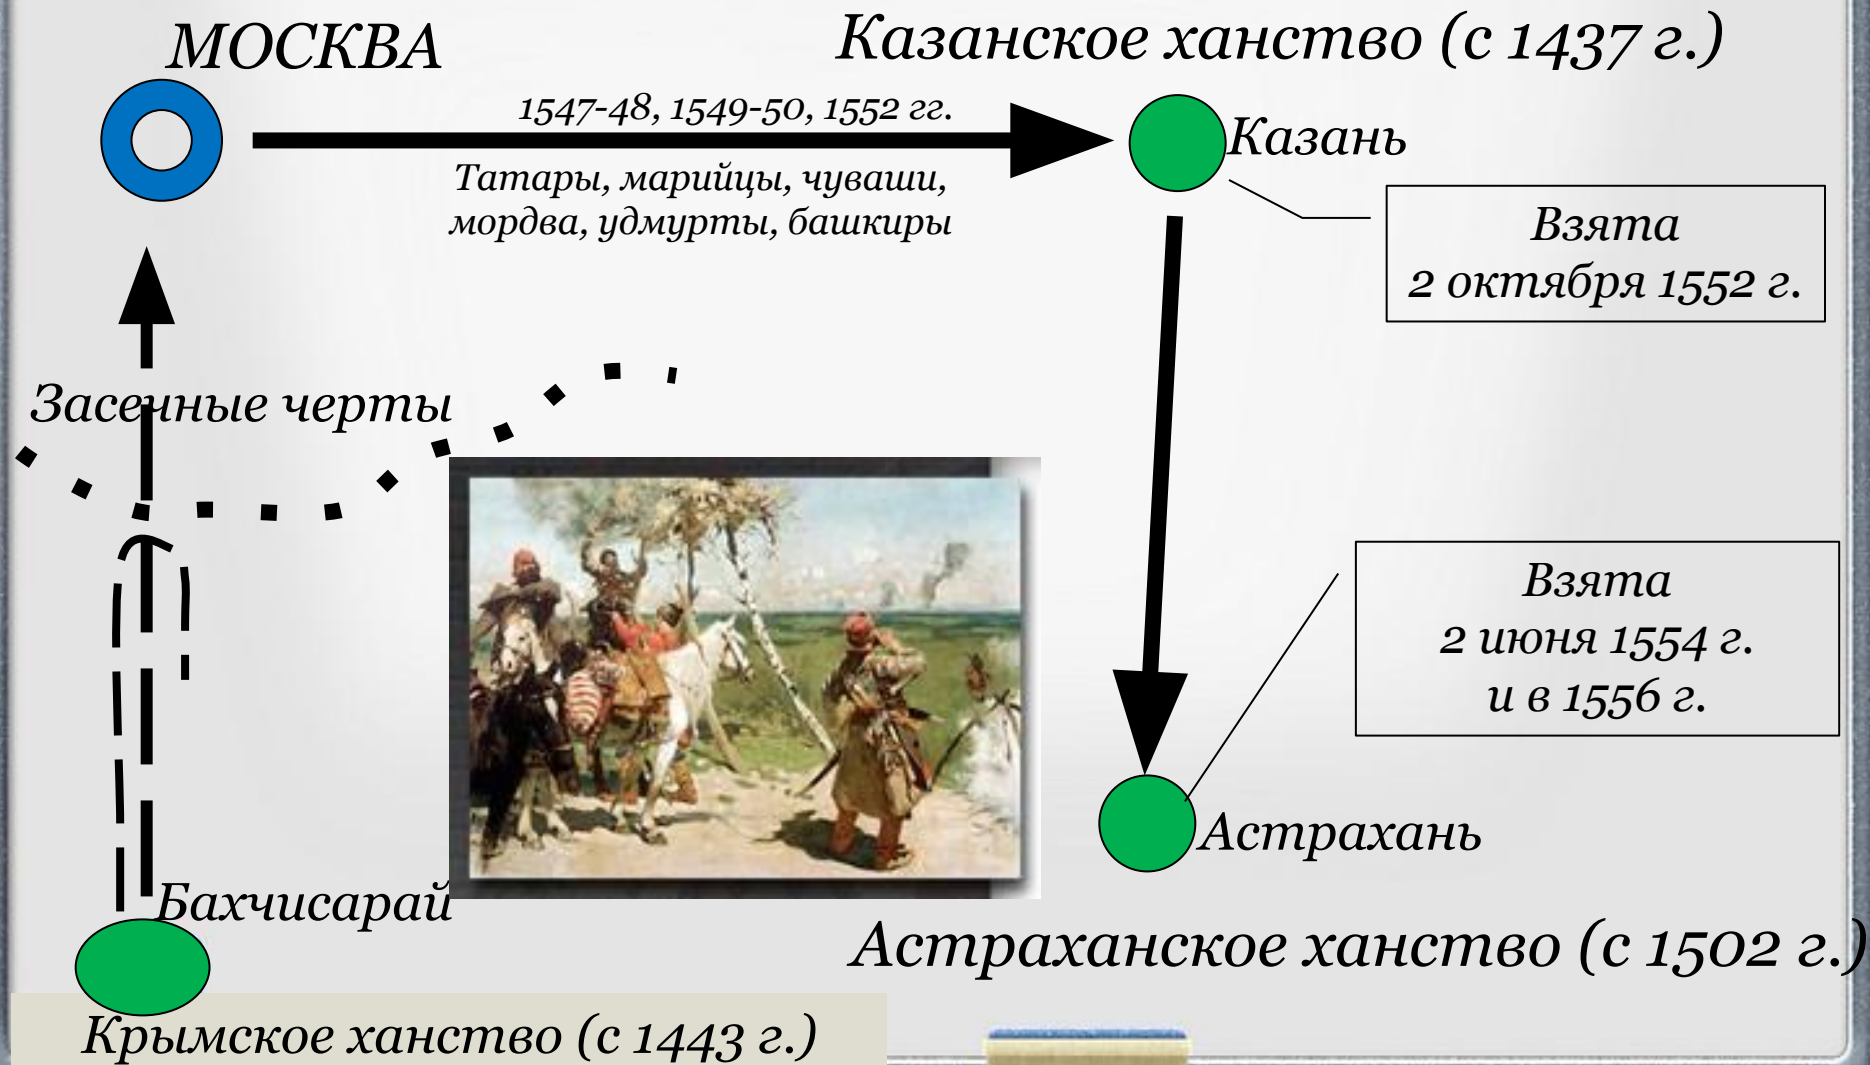 МОСКВА
Казанское ханство (с 1437 г.)
1547-48, 1549-50, 1552 гг.
Казань
Татары, марийцы, чуваши,
мордва, удмурты, башкиры
Взята
2 октября 1552 г.
Засечные черты
Взята
2 июня 1554 г.
и в 1556 г.
Астрахань
Бахчисарай
Астраханское ханство (с 1502 г.)
Крымское ханство (с 1443 г.)